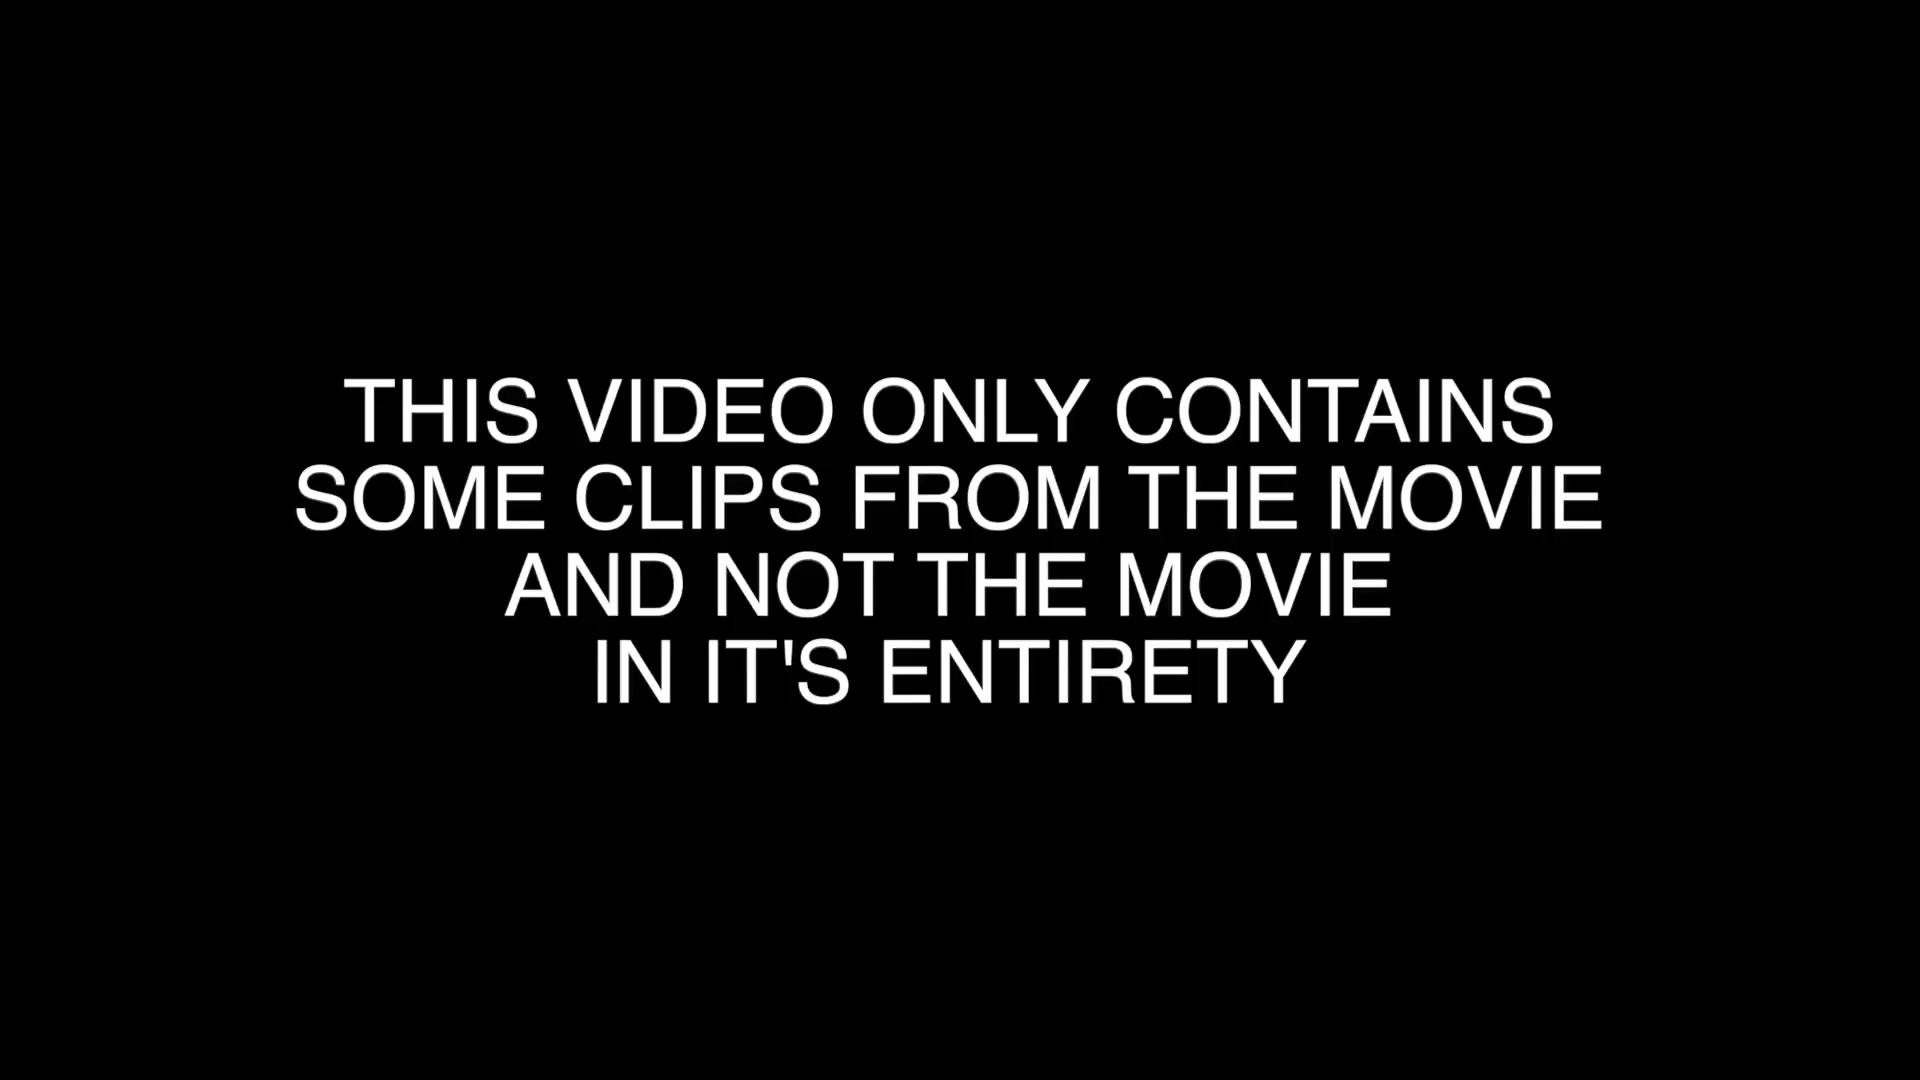 THIS VIDEO ONLY CONTAINS
SOME CLIPS FROM THE MOVIE
AND NOT THE MOVIE
IN IT'S ENTIRETY